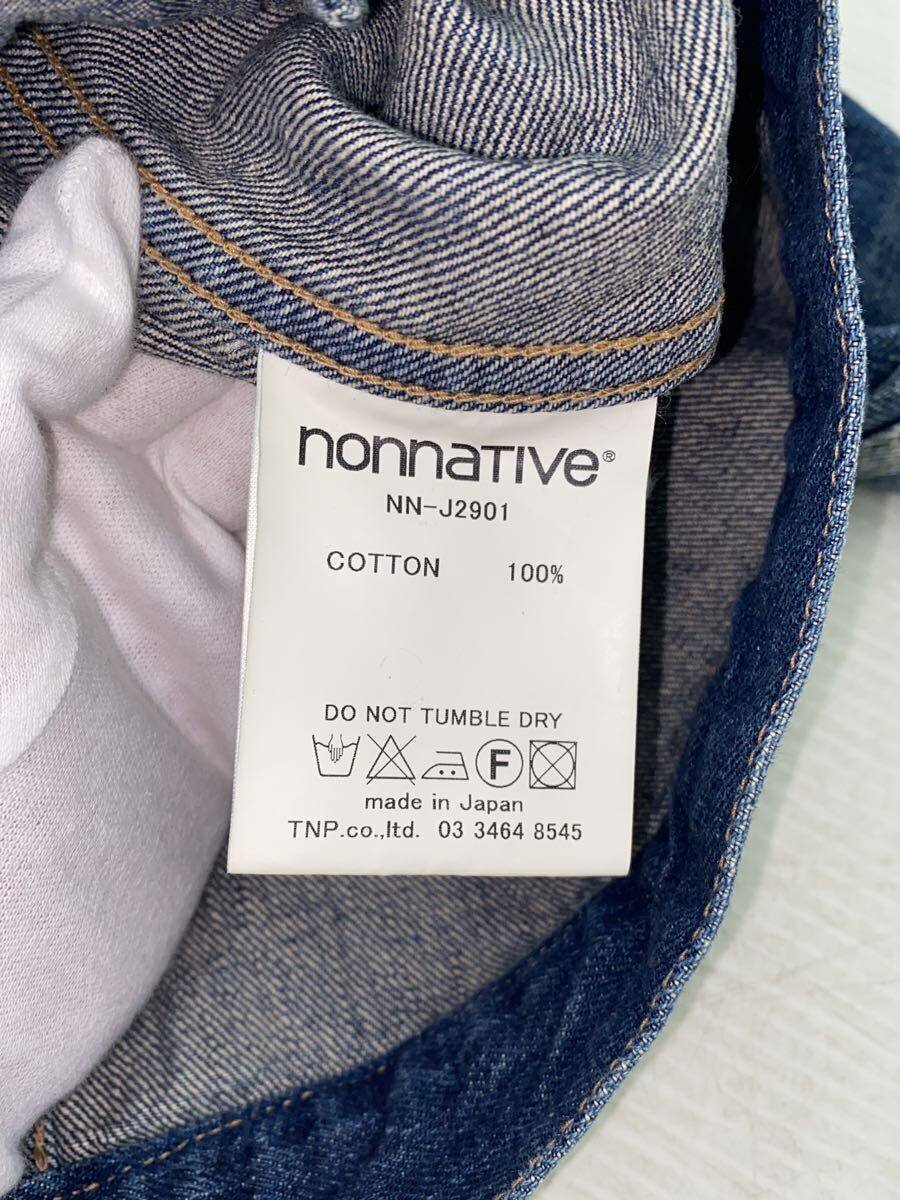 nonnative®
NN-J2901
COTTON 100%
DO NOT TUMBLE DRY
F
made in Japan
TNP.co.,ltd. 03 3464 8545